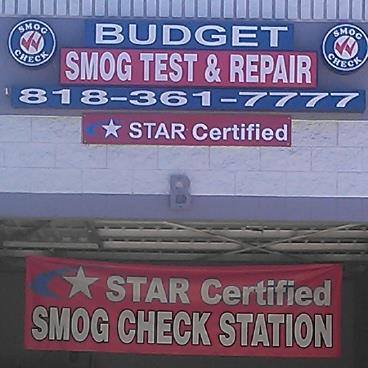 SMOG CHECK
BUDGET
SMOG CHECK
SMOG TEST & REPAIR
818-361-7777
STAR Certified
B
STAR Certified
SMOG CHECK STATION